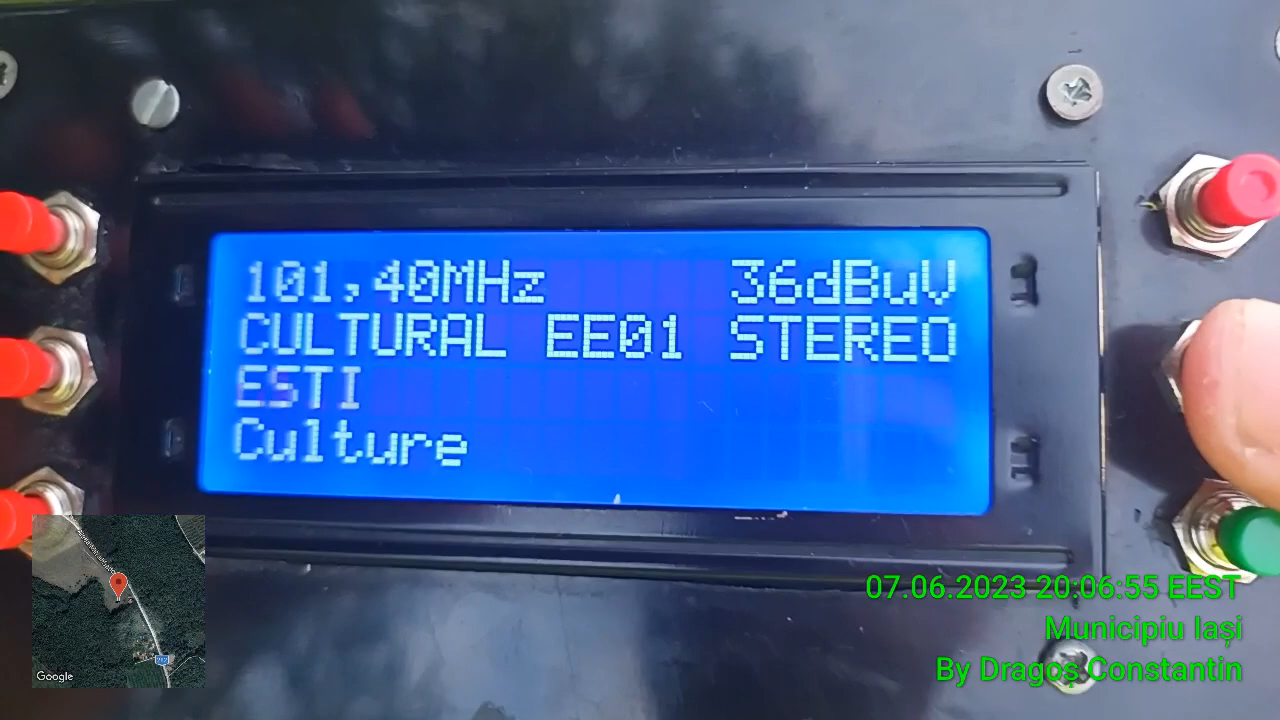 101,40MHz 36dBuV
CULTURAL EE01 STEREO
ESTI
Culture
07.06.2023 20:06:55 EEST
Municipiu Iași
By Dragoș Constantin
Google